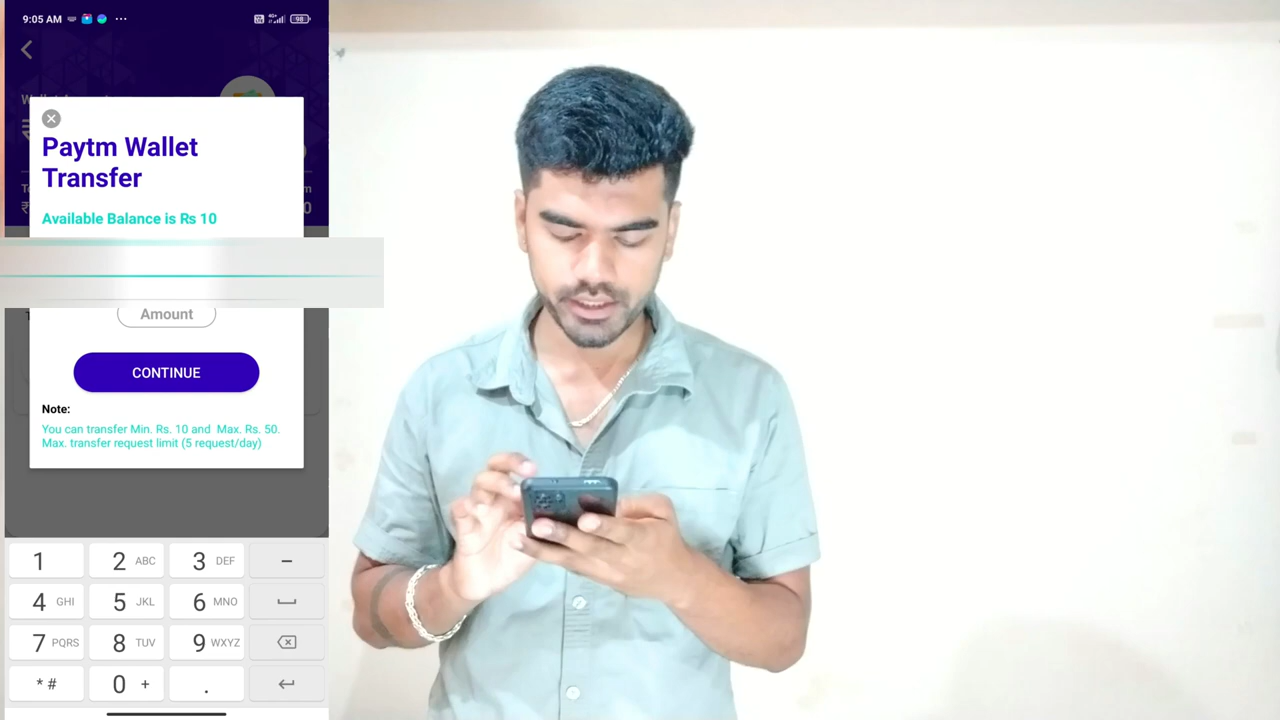 9:05 AM
4G+
98
Paytm Wallet
Transfer
Available Balance is Rs 10
Amount
CONTINUE
Note:
You can transfer Min. Rs. 10 and Max. Rs. 50.
Max. transfer request limit (5 request/day)
1 2 ABC 3 DEF –
4 GHI 5 JKL 6 MNO
7 PQRS 8 TUV 9 WXYZ
* # 0 + .